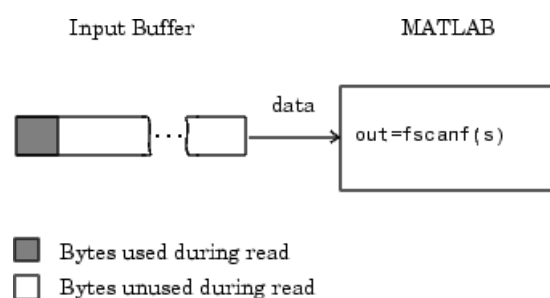 Input Buffer
MATLAB
data
...
out=fscanf(s)
Bytes used during read
Bytes unused during read